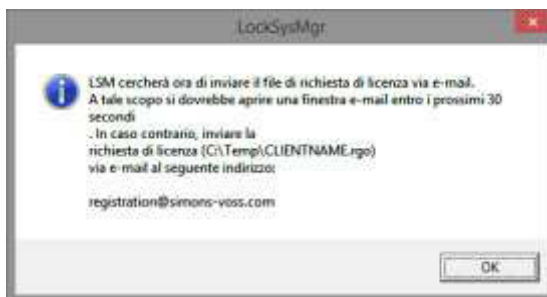 LockSysMgr
LSM cercherà ora di inviare il file di richiesta di licenza via e-mail.
A tale scopo si dovrebbe aprire una finestra e-mail entro i prossimi 30
secondi
. In caso contrario, inviare la
richiesta di licenza (C:\Temp\CLIENTNAME.rgo)
via e-mail al seguente indirizzo:
registration@simons-voss.com
OK